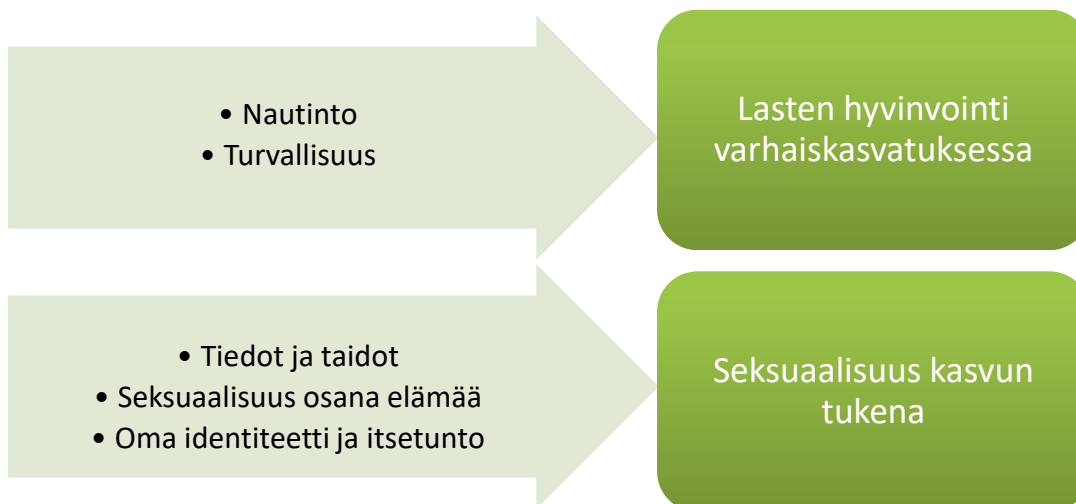 • Nautinto
• Turvallisuus
Lasten hyvinvointi
varhaiskasvatuksessa
• Tiedot ja taidot
• Seksuaalisuus osana elämää
• Oma identiteetti ja itsetunto
Seksuaalisuus kasvun
tukena